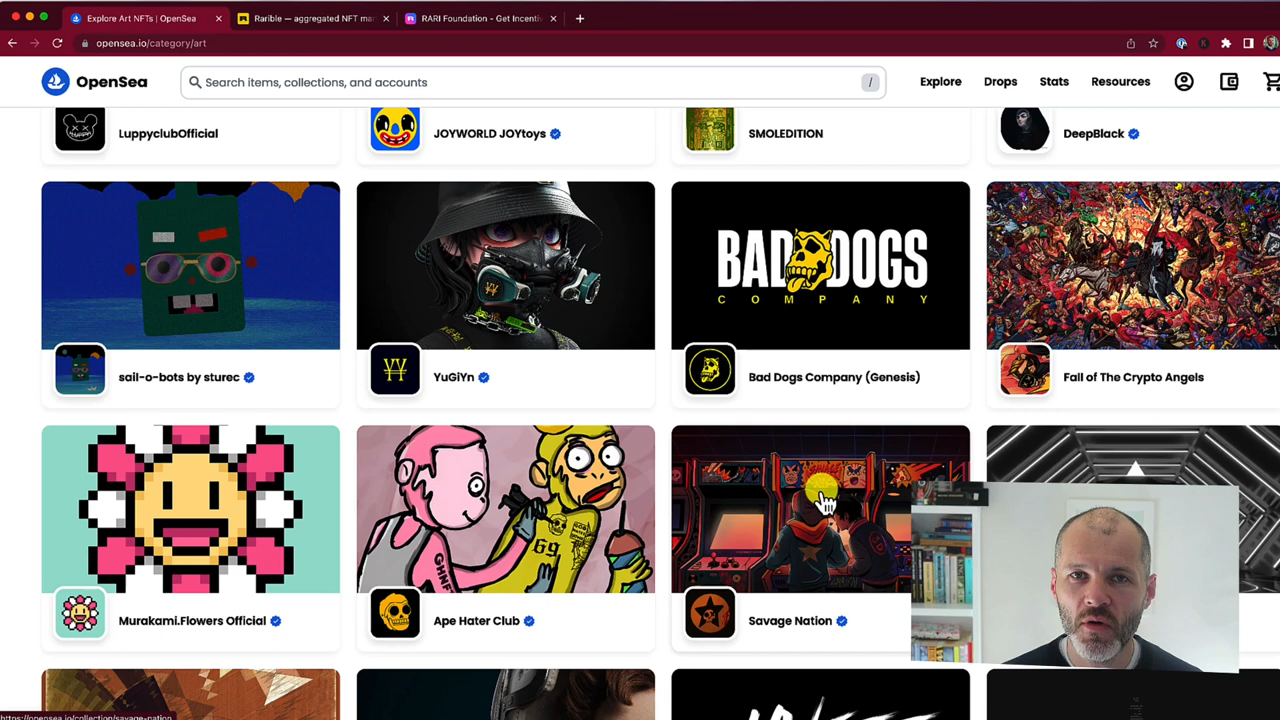 Explore Art NFTs | OpenSea
Rarible — aggregated NFT mar
RARI Foundation - Get Incentiv
opensea.io/category/art
OpenSea
Search items, collections, and accounts
/
Explore
Drops
Stats
Resources
LuppyclubOfficial
JOYWORLD JOYtoys
SMOLEDITION
DeepBlack
BAD DOGS
COMPANY
sail-o-bots by sturec
YuGiYn
Bad Dogs Company (Genesis)
Fall of The Crypto Angels
G9
Murakami.Flowers Official
Ape Hater Club
Savage Nation
https://opensea.io/collection/savage-nation